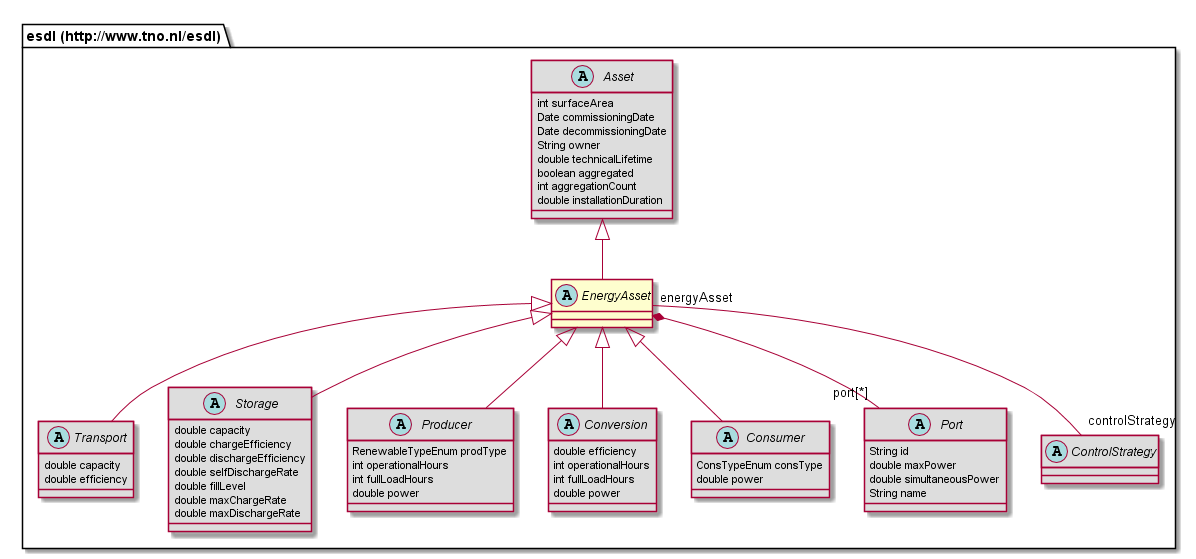 esdl (http://www.tno.nl/esdl)
A Asset
int surfaceArea
Date commissioningDate
Date decommissioningDate
String owner
double technicalLifetime
boolean aggregated
int aggregationCount
double installationDuration
A EnergyAsset
energyAsset
port[*]
controlStrategy
A Transport
double capacity
double efficiency
A Storage
double capacity
double chargeEfficiency
double dischargeEfficiency
double selfDischargeRate
double fillLevel
double maxChargeRate
double maxDischargeRate
A Producer
RenewableTypeEnum prodType
int operationalHours
int fullLoadHours
double power
A Conversion
double efficiency
int operationalHours
int fullLoadHours
double power
A Consumer
ConsTypeEnum consType
double power
A Port
String id
double maxPower
double simultaneousPower
String name
A ControlStrategy